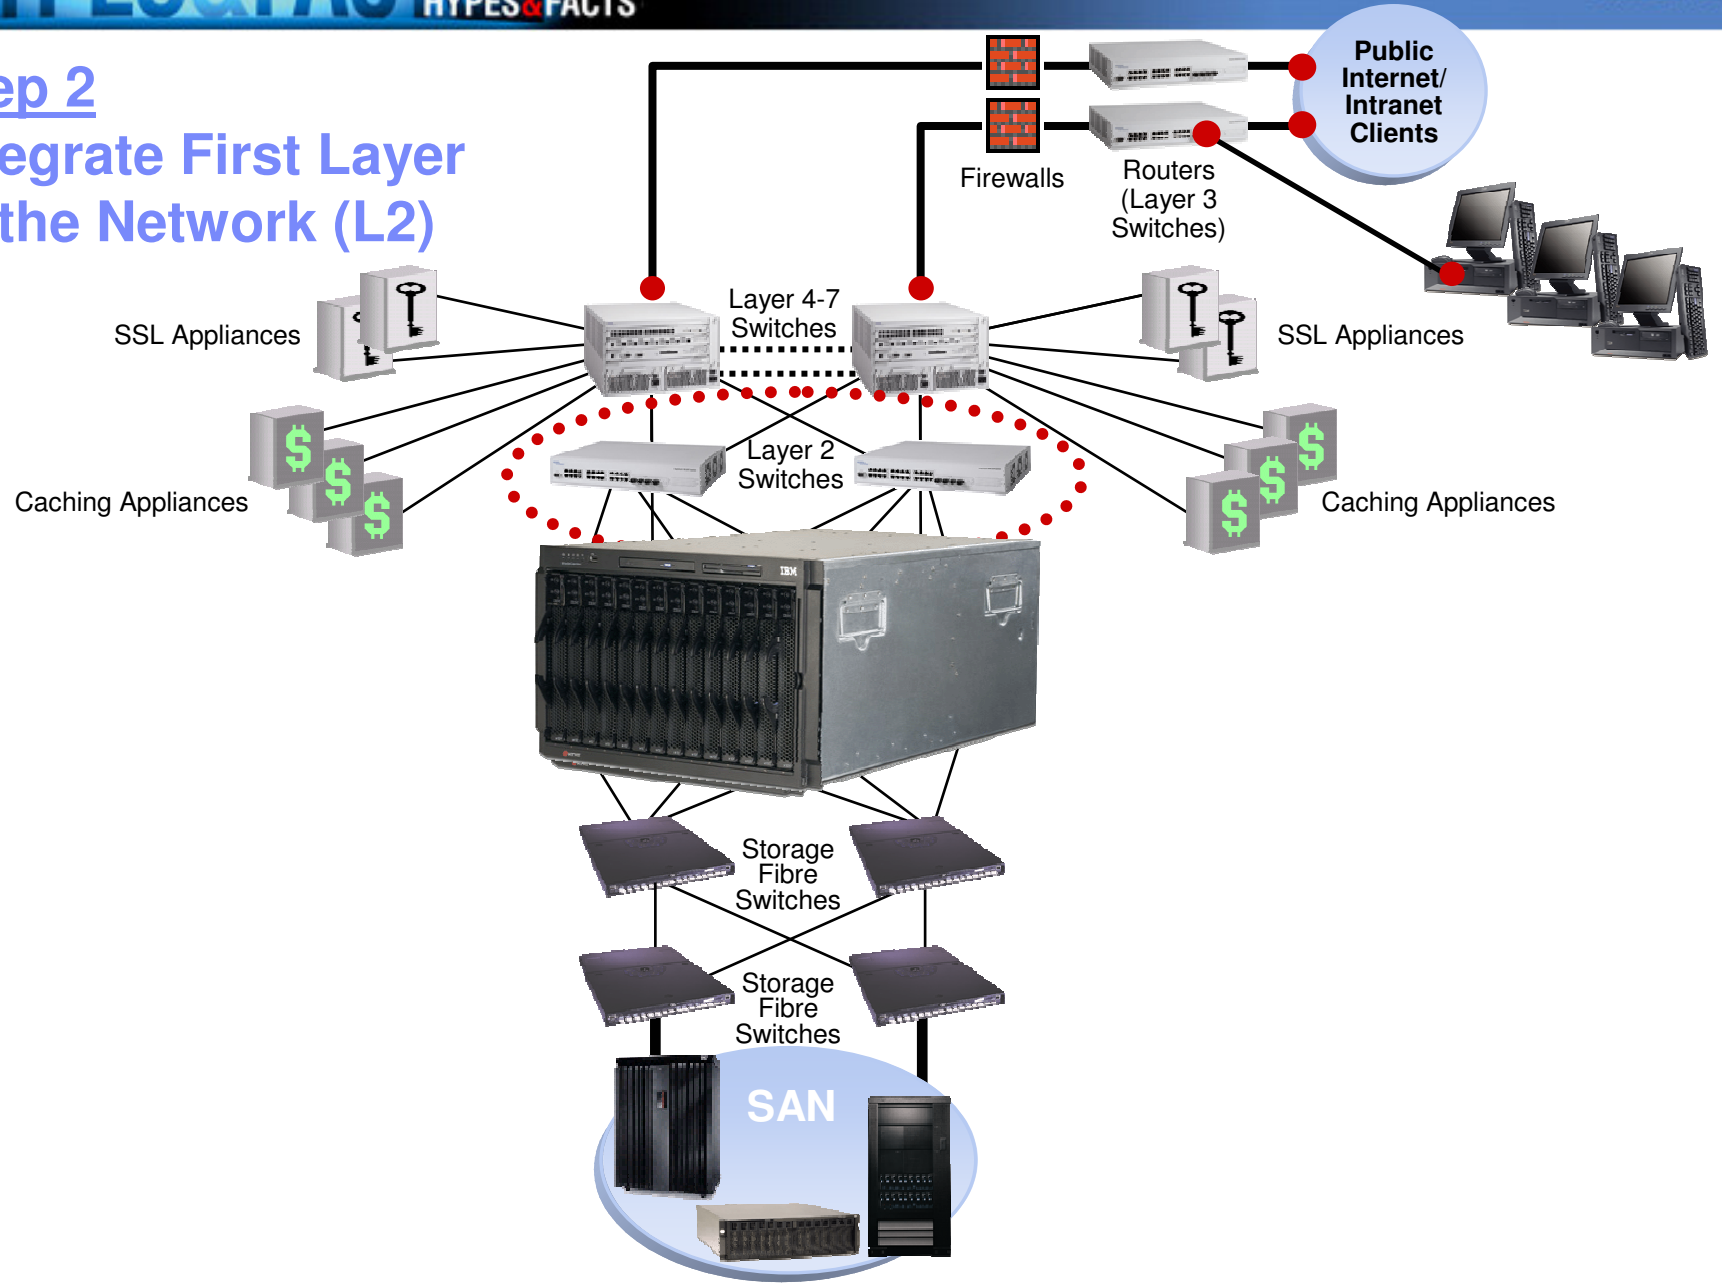 HYPES&FACTS
ep 2
egrate First Layer
the Network (L2)
Public
Internet/
Intranet
Clients
Firewalls
Routers
(Layer 3
Switches)
Layer 4-7
Switches
SSL Appliances
SSL Appliances
Layer 2
Switches
Caching Appliances
Caching Appliances
IBM
Storage
Fibre
Switches
Storage
Fibre
Switches
SAN